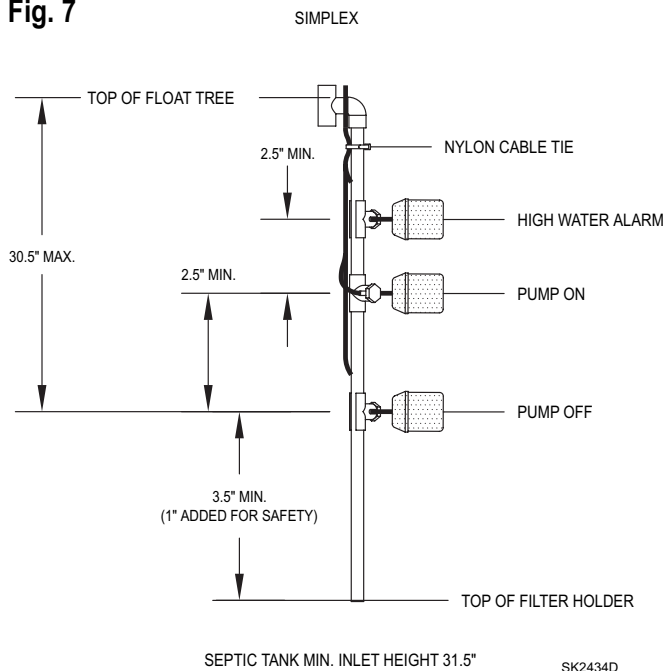 Fig. 7
SIMPLEX
TOP OF FLOAT TREE
NYLON CABLE TIE
2.5" MIN.
HIGH WATER ALARM
30.5" MAX.
2.5" MIN.
PUMP ON
PUMP OFF
3.5" MIN.
(1" ADDED FOR SAFETY)
TOP OF FILTER HOLDER
SEPTIC TANK MIN. INLET HEIGHT 31.5"
SK2434D